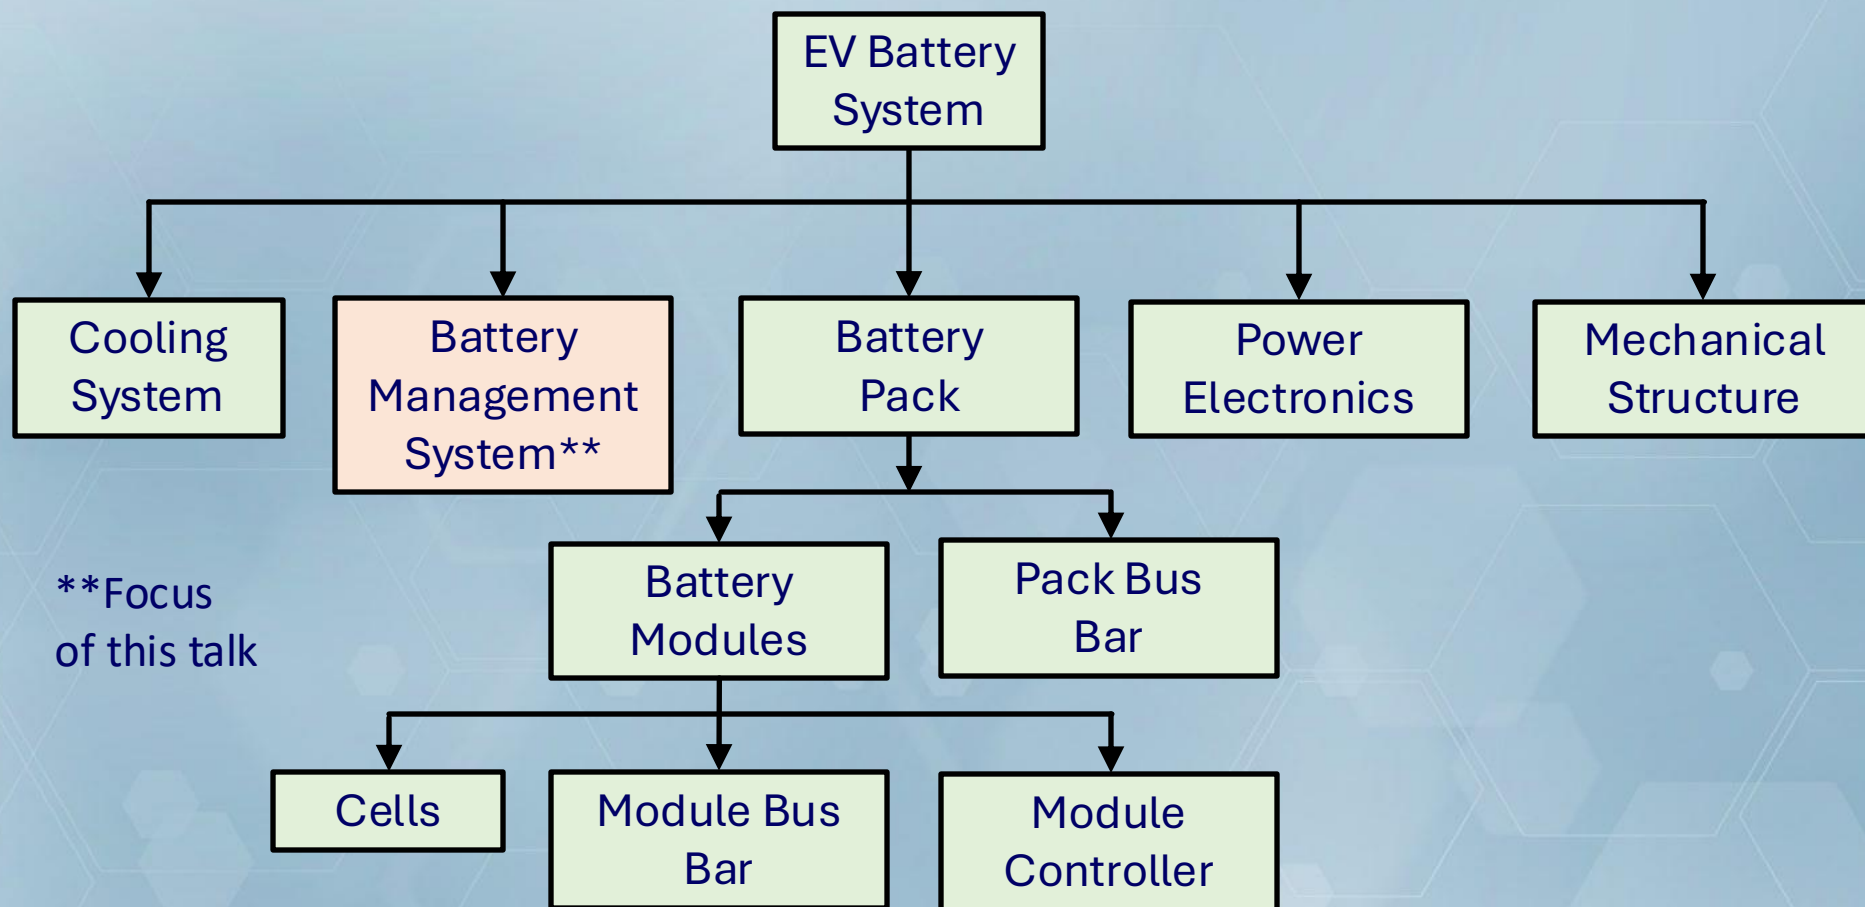 EV Battery
System
Cooling
System
Battery
Management
System**
Battery
Pack
Power
Electronics
Mechanical
Structure
**Focus
of this talk
Battery
Modules
Pack Bus
Bar
Cells
Module Bus
Bar
Module
Controller